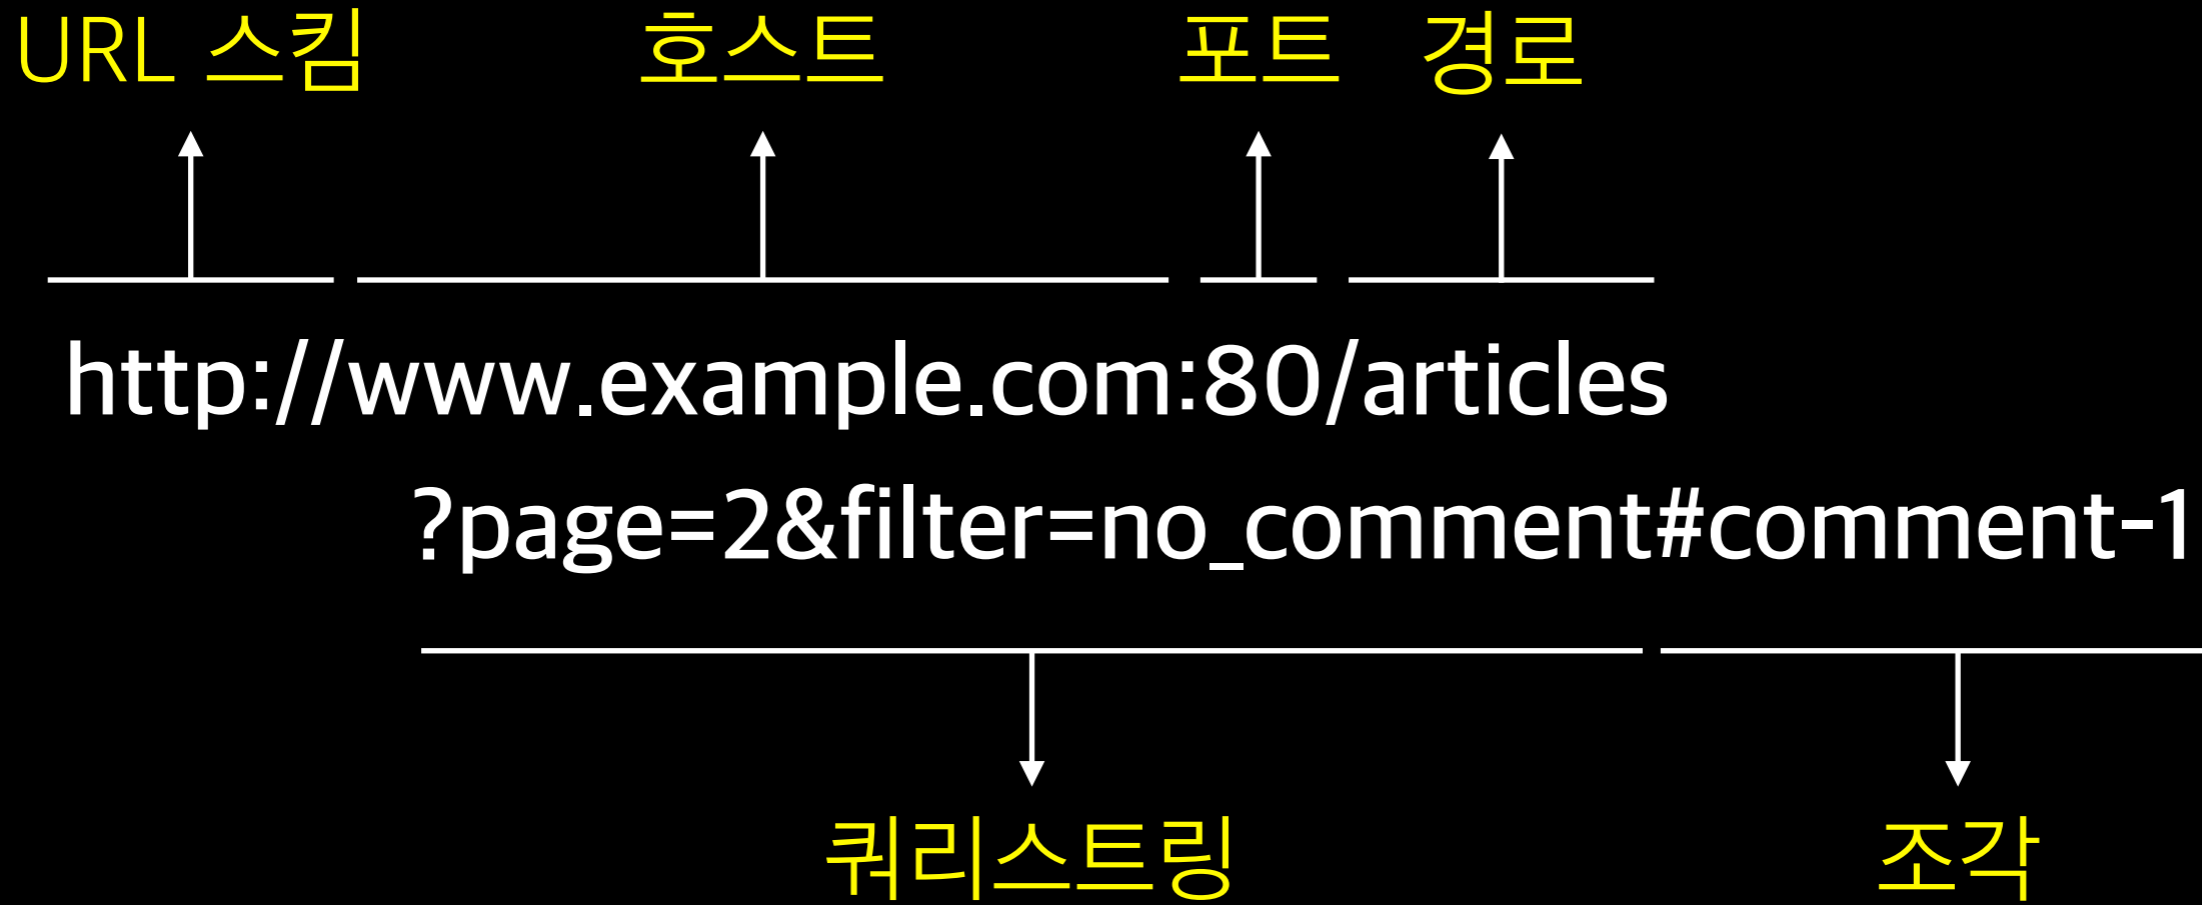 URL 스킴 호스트 포트 경로
http://www.example.com:80/articles
?page=2&filter=no_comment#comment-1
쿼리스트링 조각